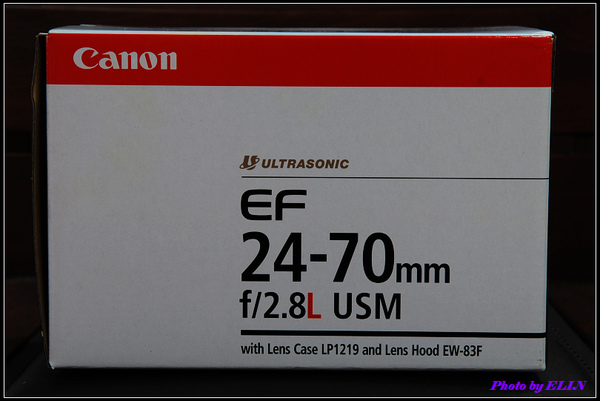 Canon
ULTRASONIC
EF
24-70mm
f/2.8L USM
with Lens Case LP1219 and Lens Hood EW-83F
Photo by ELIN